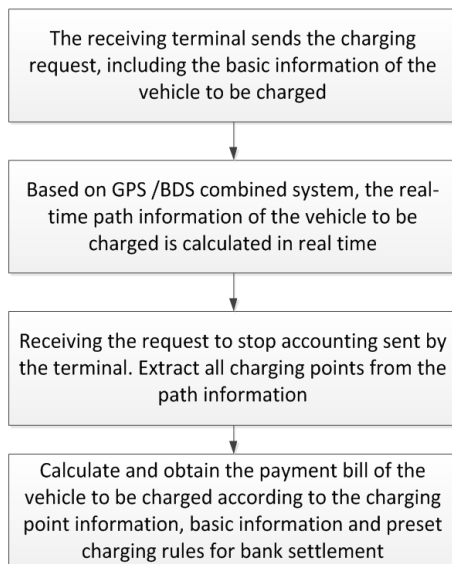 The receiving terminal sends the charging
request, including the basic information of the
vehicle to be charged
Based on GPS /BDS combined system, the real-
time path information of the vehicle to be
charged is calculated in real time
Receiving the request to stop accounting sent by
the terminal. Extract all charging points from the
path information
Calculate and obtain the payment bill of the
vehicle to be charged according to the charging
point information, basic information and preset
charging rules for bank settlement